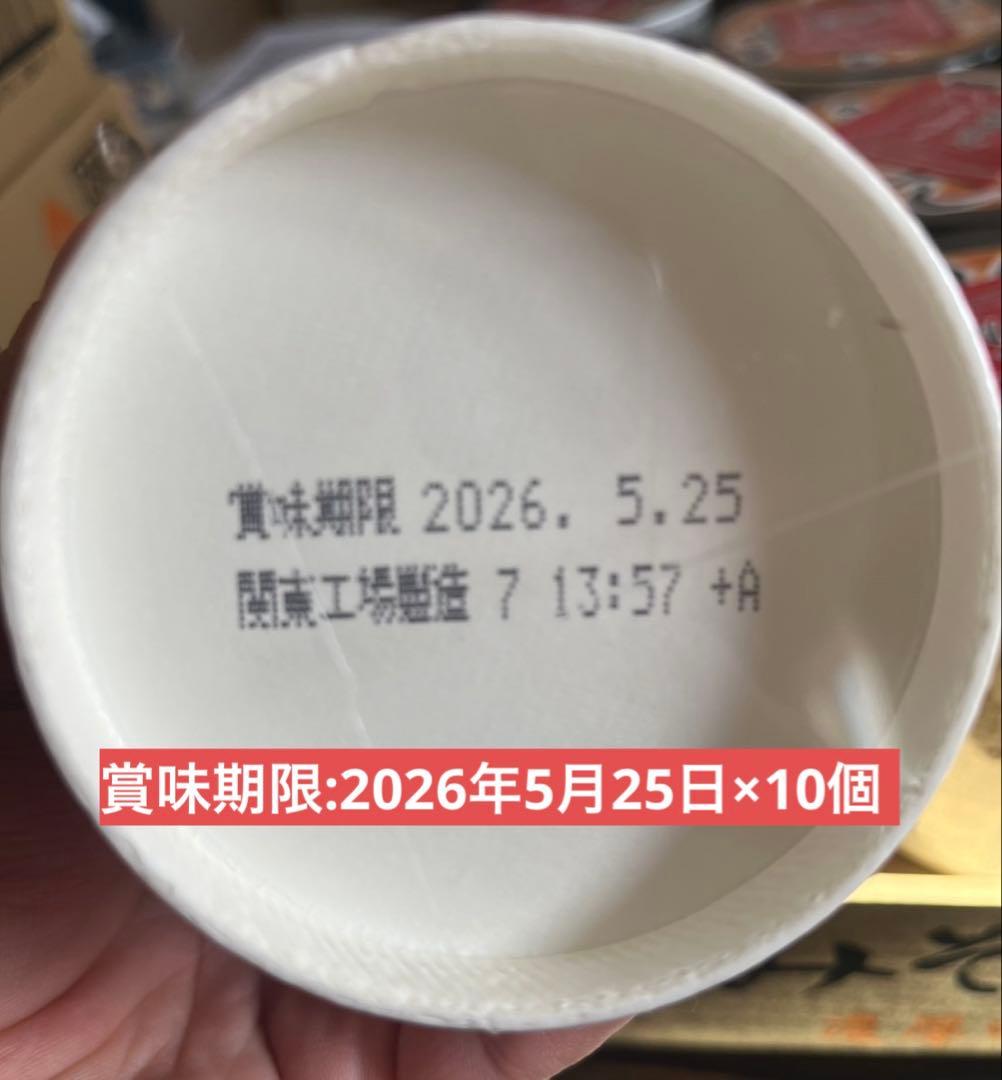 賞味期限 2026. 5.25
関東工場製造 7 13:57 +A
賞味期限:2026年5月25日×10個